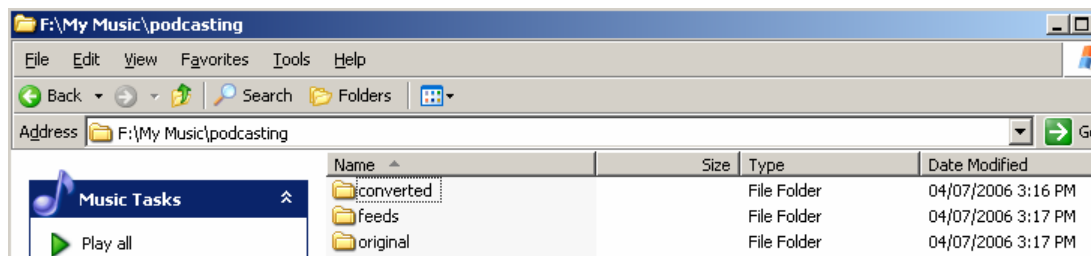 F:\My Music\podcasting
File Edit View Favorites Tools Help
Back Search Folders
Address F:\My Music\podcasting
Name Size Type Date Modified
Music Tasks
Play all
converted File Folder 04/07/2006 3:16 PM
feeds File Folder 04/07/2006 3:17 PM
original File Folder 04/07/2006 3:17 PM